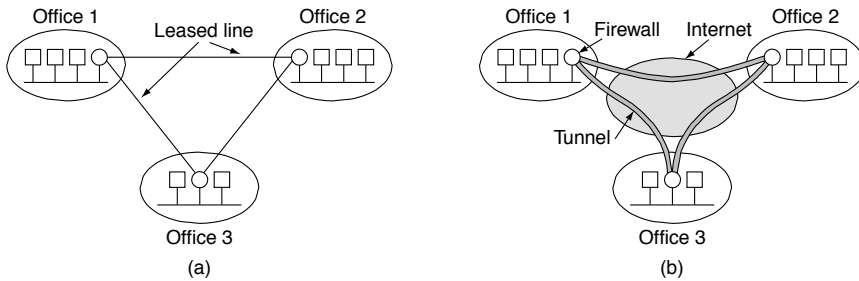 Office 1
Leased line
Office 2
Office 3
(a)
Office 1
Firewall
Internet
Office 2
Tunnel
Office 3
(b)